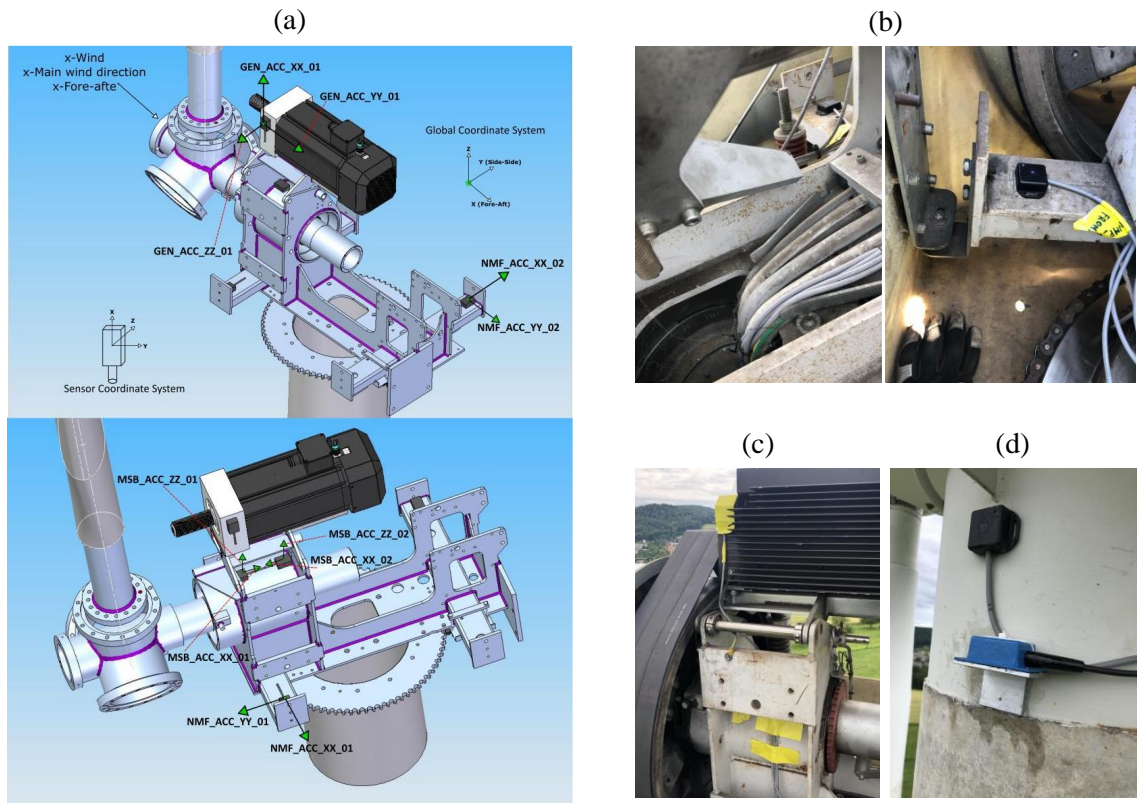 (a)
(b)
x-Wind
x-Main wind direction
x-Fore-afte
GEN_ACC_XX_01
GEN_ACC_YY_01
Global Coordinate System
Z
Y (Side-Side)
X (Fore-Aft)
GEN_ACC_ZZ_01
NMF_ACC_XX_02
NMF_ACC_YY_02
X
Z
Y
Sensor Coordinate System
(c)
(d)
MSB_ACC_ZZ_01
MSB_ACC_ZZ_02
MSB_ACC_XX_02
MSB_ACC_XX_01
NMF_ACC_YY_01
NMF_ACC_XX_01